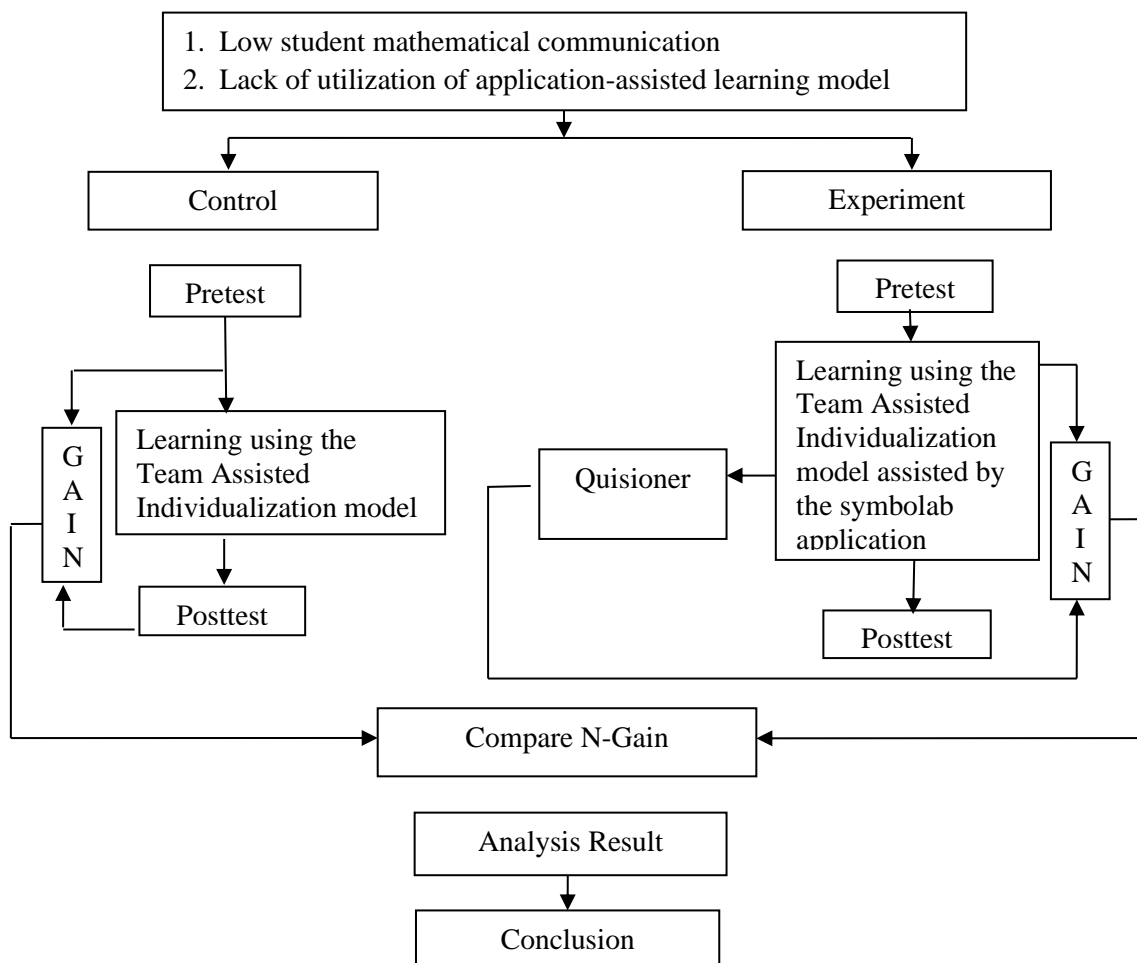 1. Low student mathematical communication
2. Lack of utilization of application-assisted learning model
Control
Experiment
Pretest
Pretest
G
A
I
N
Learning using the
Team Assisted
Individualization model
Quisioner
Learning using the
Team Assisted
Individualization
model assisted by
the symbolab
application
G
A
I
N
Posttest
Posttest
Compare N-Gain
Analysis Result
Conclusion